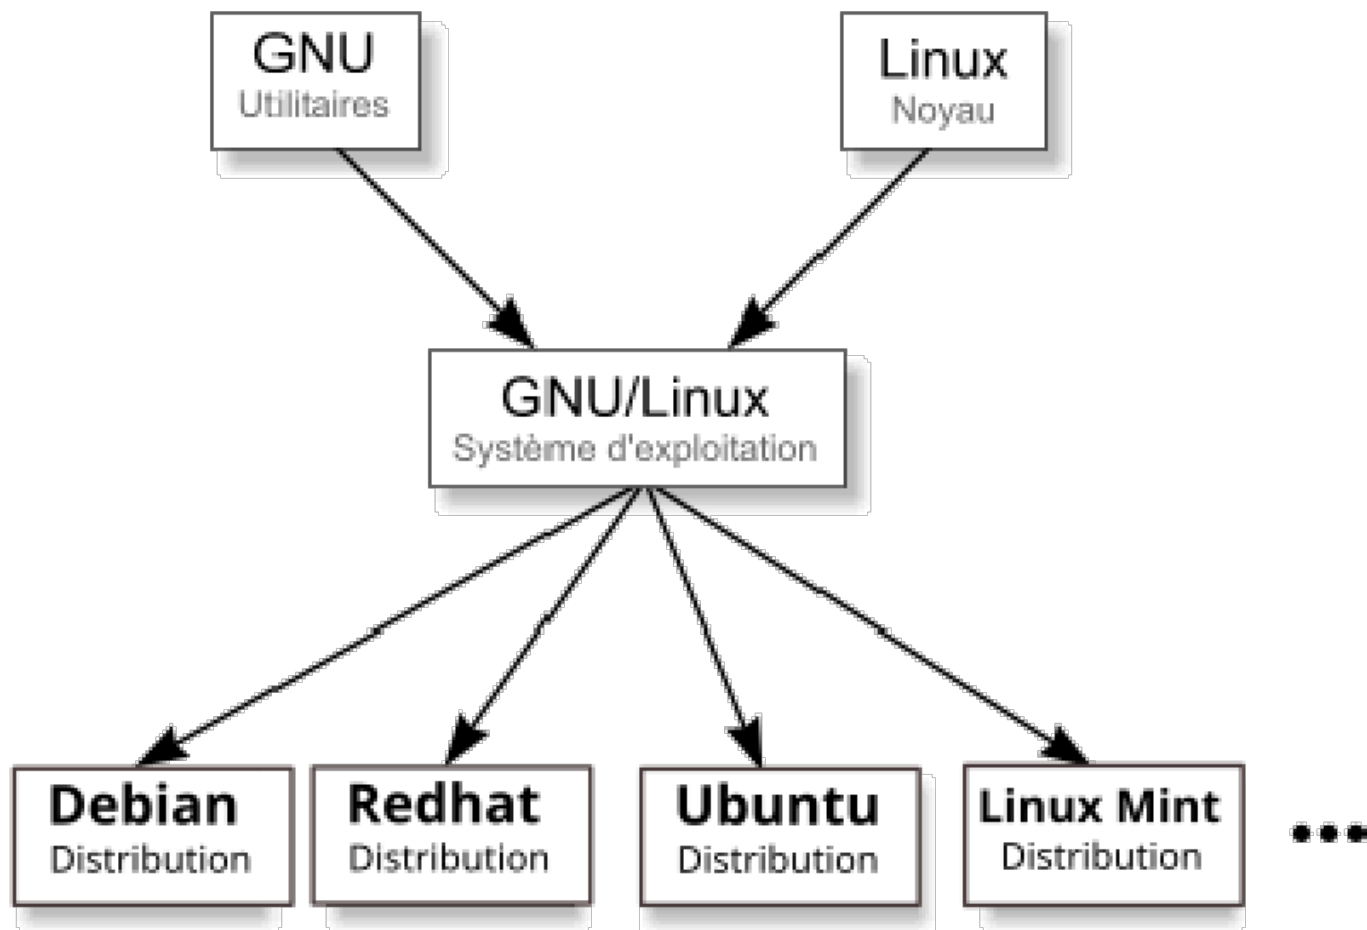 GNU
Utilitaires
Linux
Noyau
GNU/Linux
Système d'exploitation
Debian
Distribution
Redhat
Distribution
Ubuntu
Distribution
Linux Mint
Distribution
...